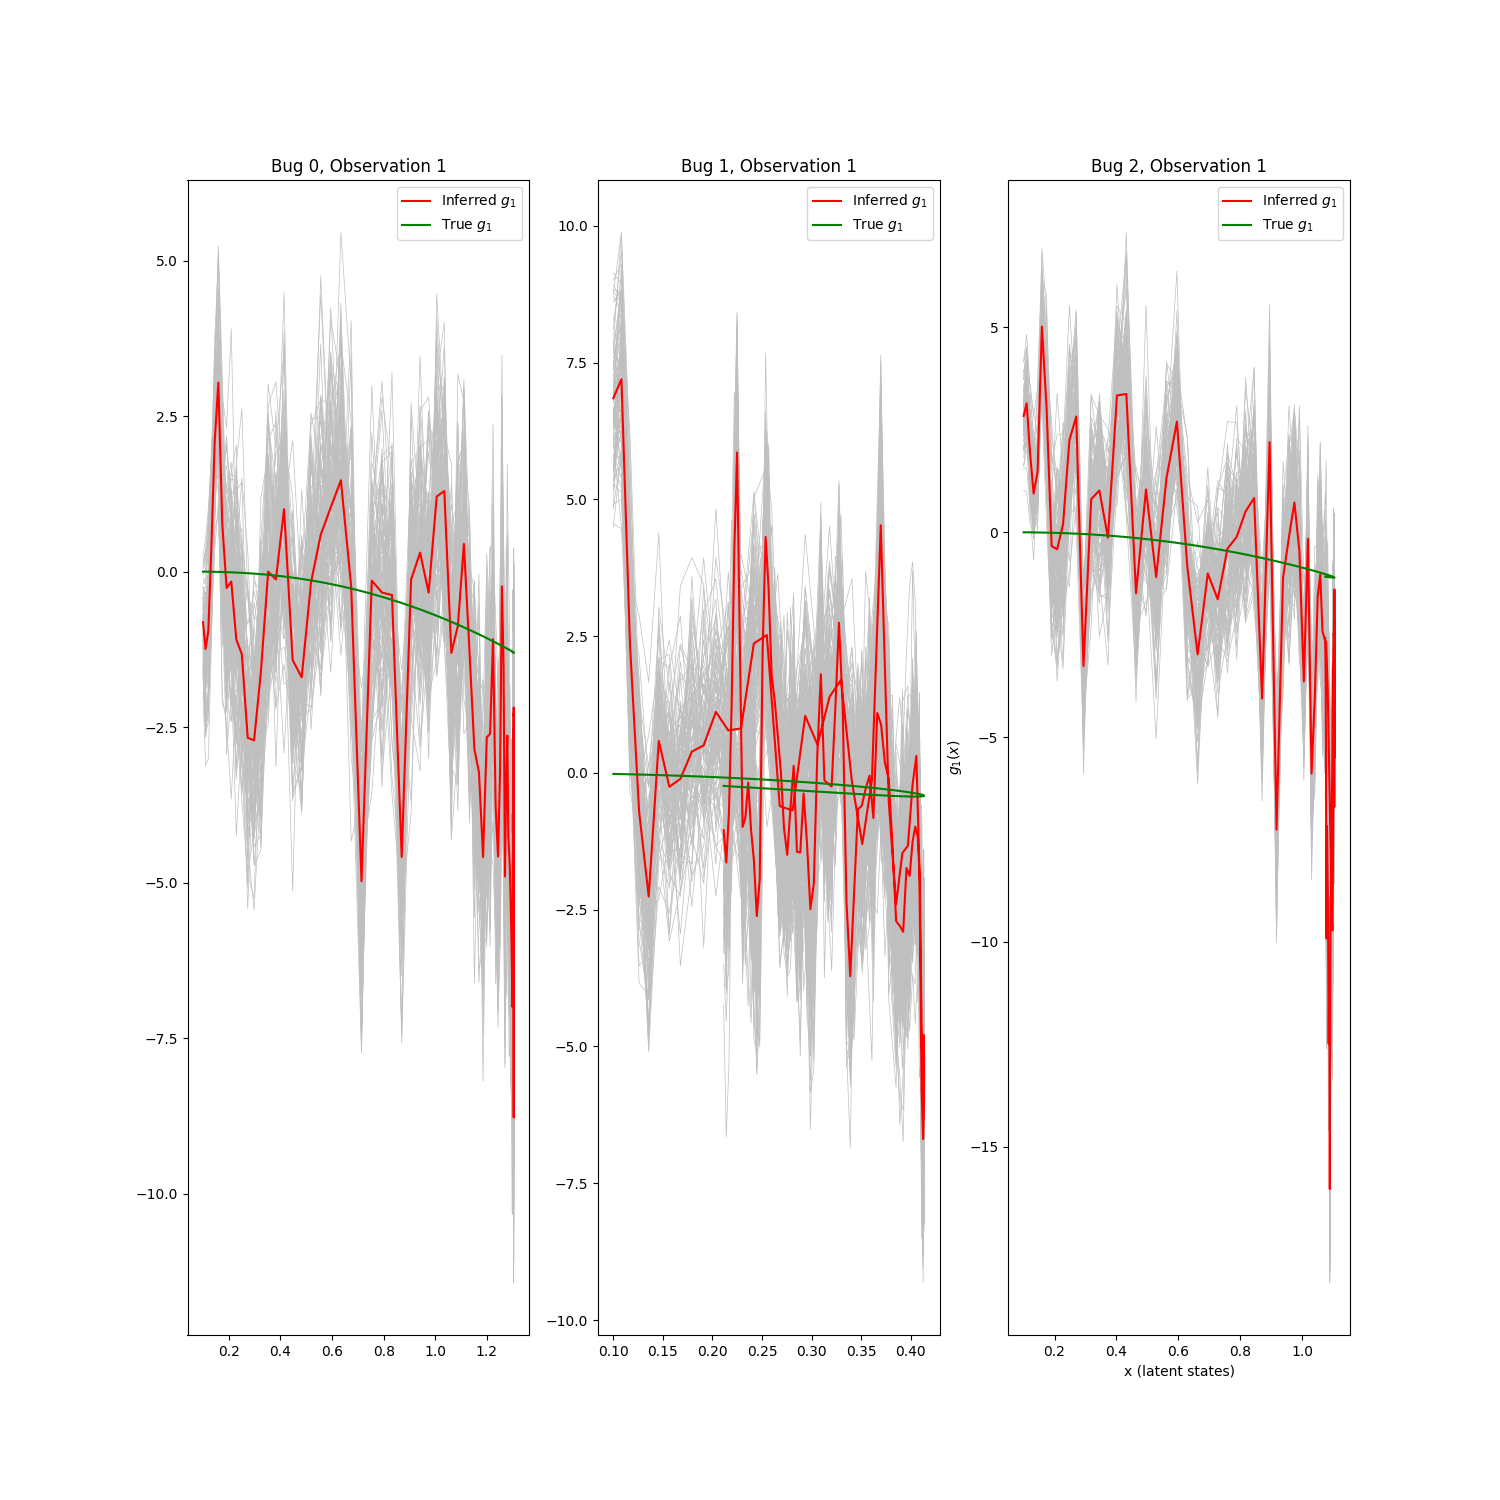 Bug 0, Observation 1
Inferred g₁
True g₁
5.0
2.5
0.0
−2.5
−5.0
−7.5
−10.0
0.2 0.4 0.6 0.8 1.0 1.2
Bug 1, Observation 1
Inferred g₁
True g₁
10.0
7.5
5.0
2.5
0.0
−2.5
−5.0
−7.5
−10.0
0.10 0.15 0.20 0.25 0.30 0.35 0.40
Bug 2, Observation 1
Inferred g₁
True g₁
g₁(x)
5
0
−5
−10
−15
0.2 0.4 0.6 0.8 1.0
x (latent states)